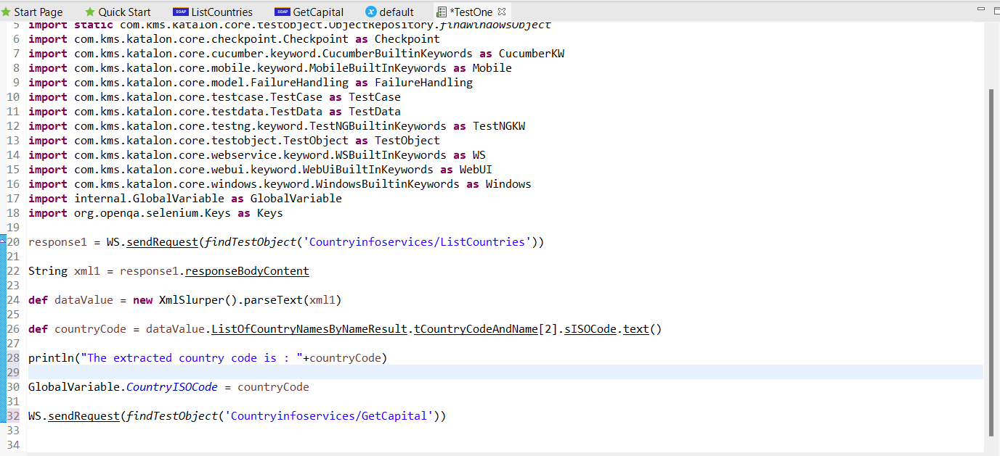 Start Page Quick Start SOAP ListCountries SOAP GetCapital x default *TestOne
5 import static com.kms.katalon.core.testobject.ObjectRepository.findWindowsObject
6 import com.kms.katalon.core.checkpoint.Checkpoint as Checkpoint
7 import com.kms.katalon.core.cucumber.keyword.CucumberBuiltinKeywords as CucumberKW
8 import com.kms.katalon.core.mobile.keyword.MobileBuiltInKeywords as Mobile
9 import com.kms.katalon.core.model.FailureHandling as FailureHandling
10 import com.kms.katalon.core.testcase.TestCase as TestCase
11 import com.kms.katalon.core.testdata.TestData as TestData
12 import com.kms.katalon.core.testng.keyword.TestNGBuiltinKeywords as TestNGKW
13 import com.kms.katalon.core.testobject.TestObject as TestObject
14 import com.kms.katalon.core.webservice.keyword.WSBuiltInKeywords as WS
15 import com.kms.katalon.core.webui.keyword.WebUiBuiltInKeywords as WebUI
16 import com.kms.katalon.core.windows.keyword.WindowsBuiltinKeywords as Windows
17 import internal.GlobalVariable as GlobalVariable
18 import org.openqa.selenium.Keys as Keys
19
20 response1 = WS.sendRequest(findTestObject('Countryinfoservices/ListCountries'))
21
22 String xml1 = response1.responseBodyContent
23
24 def dataValue = new XmlSlurper().parseText(xml1)
25
26 def countryCode = dataValue.ListOfCountryNamesByNameResult.tCountryCodeAndName[2].sISOCode.text()
27
28 println("The extracted country code is : "+countryCode)
29
30 GlobalVariable.CountryISOCode = countryCode
31
32 WS.sendRequest(findTestObject('Countryinfoservices/GetCapital'))
33
34